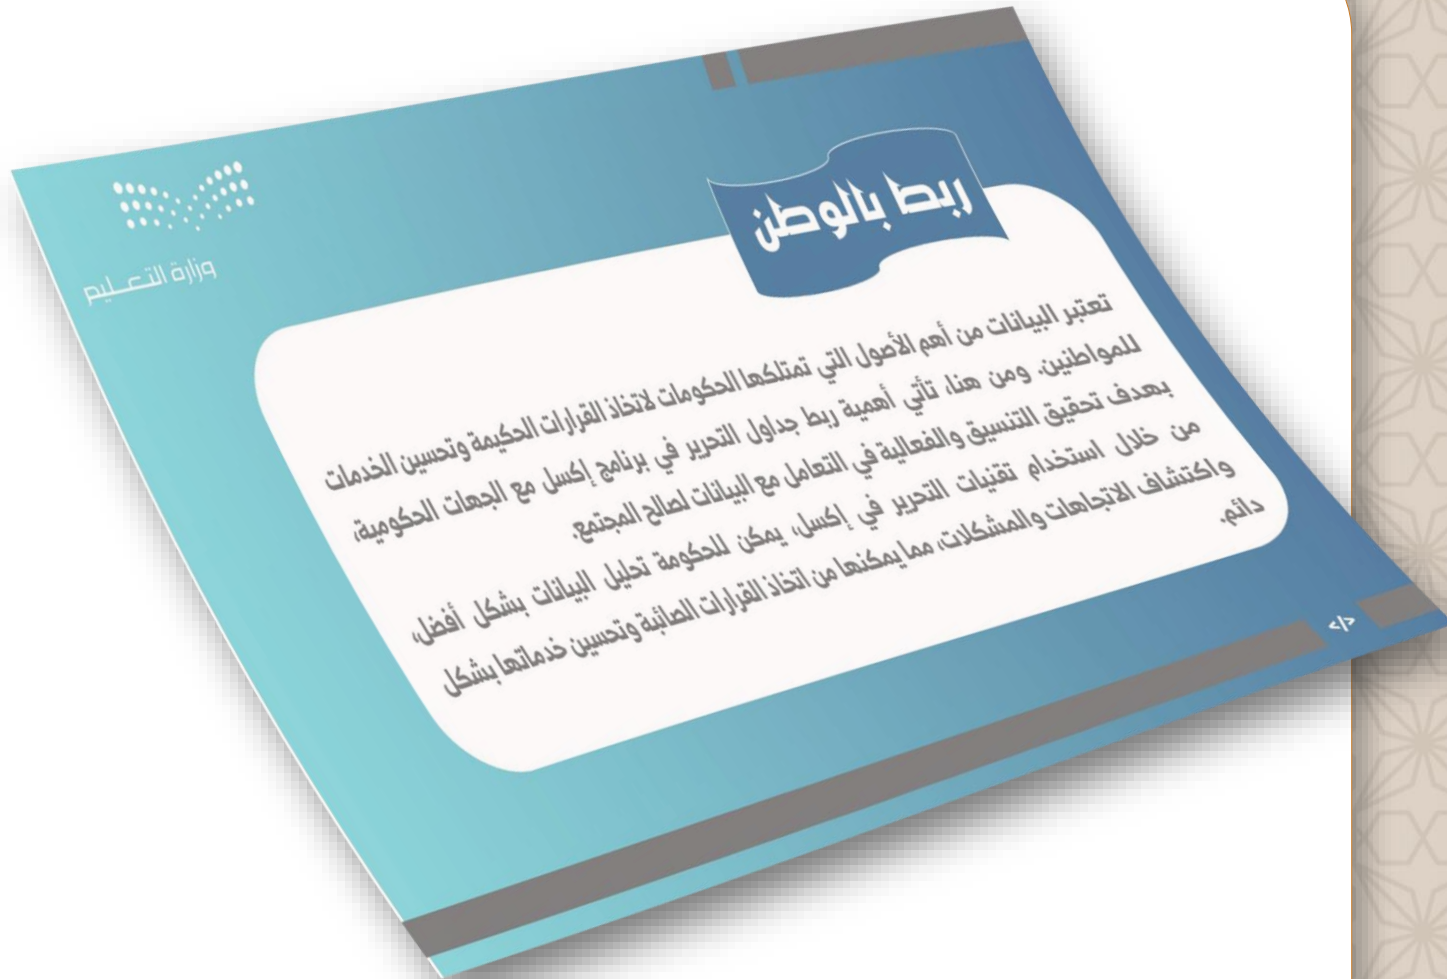 وزارة التعليم
ربط بالوطن
تعتبر البيانات من أهم الأصول التي تمتلكها الحكومات لاتخاذ القرارات الحكيمة وتحسين الخدمات
للمواطنين. ومن هنا، تأتي أهمية ربط جداول التحرير في برنامج إكسل مع الجهات الحكومية،
بهدف تحقيق التنسيق والفعالية في التعامل مع البيانات لصالح المجتمع.
من خلال استخدام تقنيات التحرير في إكسل، يمكن للحكومة تحليل البيانات بشكل أفضل،
واكتشاف الاتجاهات والمشكلات، مما يمكنها من اتخاذ القرارات الصائبة وتحسين خدماتها بشكل
دائم.
</>